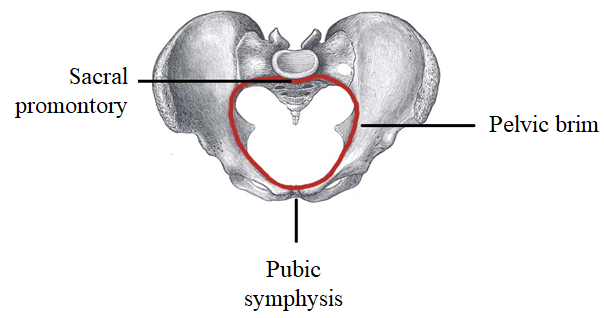 Sacral
promontory
Pelvic brim
Pubic
symphysis